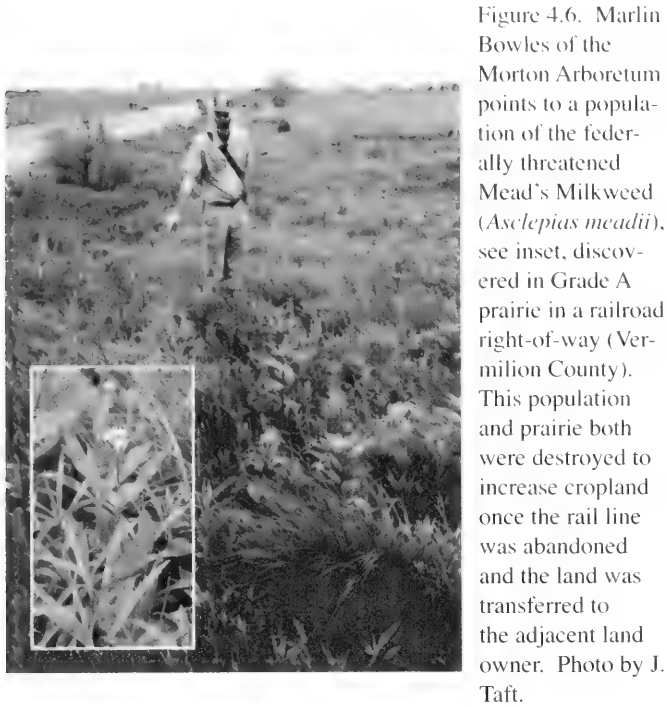 Figure 4.6. Marlin
Bowles of the
Morton Arboretum
points to a popula-
tion of the feder-
ally threatened
Mead's Milkweed
(Asclepias meadii),
see inset, discov-
ered in Grade A
prairie in a railroad
right-of-way (Ver-
milion County).
This population
and prairie both
were destroyed to
increase cropland
once the rail line
was abandoned
and the land was
transferred to
the adjacent land
owner. Photo by J.
Taft.